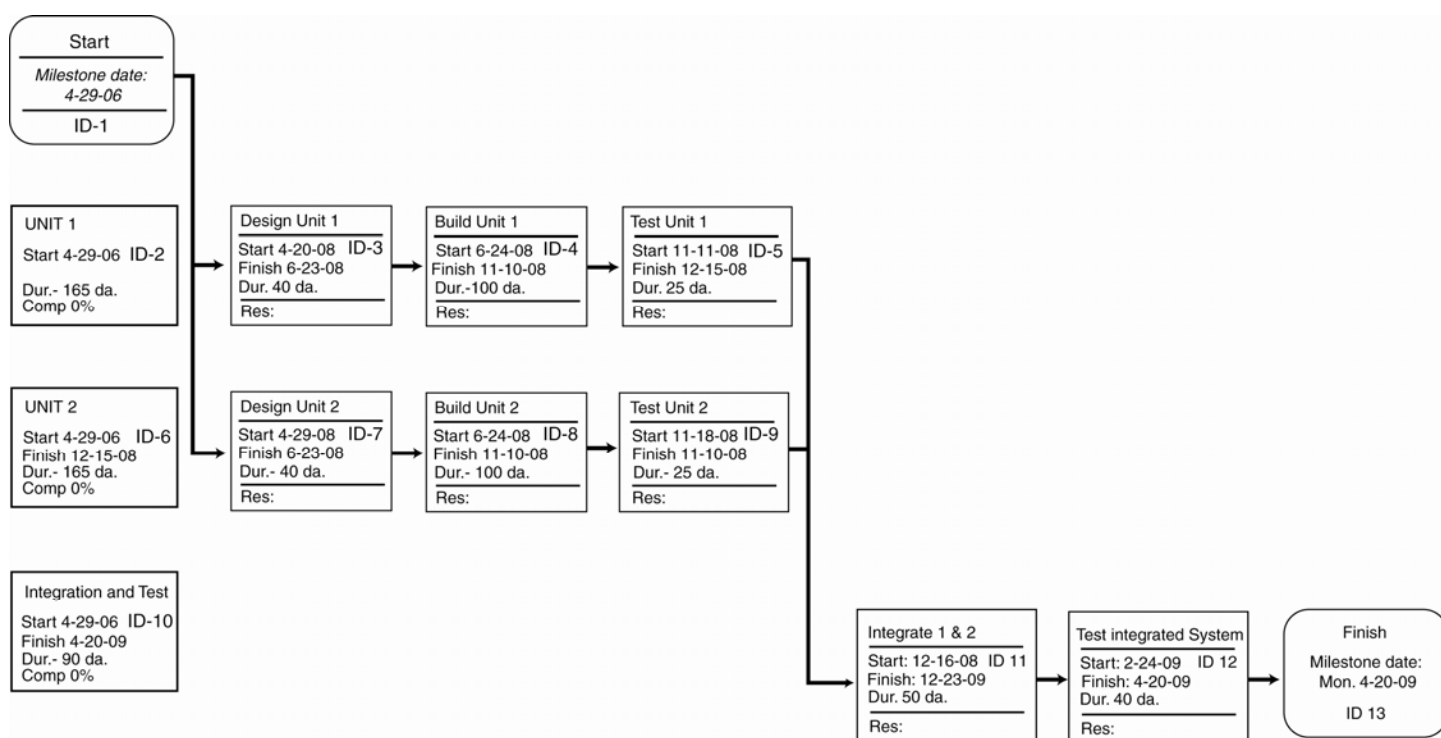 Start
Milestone date:
4-29-06
ID-1
UNIT 1
Start 4-29-06 ID-2
Dur.- 165 da.
Comp 0%
Design Unit 1
Start 4-20-08 ID-3
Finish 6-23-08
Dur. 40 da.
Res:
Build Unit 1
Start 6-24-08 ID-4
Finish 11-10-08
Dur.-100 da.
Res:
Test Unit 1
Start 11-11-08 ID-5
Finish 12-15-08
Dur. 25 da.
Res:
UNIT 2
Start 4-29-06 ID-6
Finish 12-15-08
Dur.- 165 da.
Comp 0%
Design Unit 2
Start 4-29-08 ID-7
Finish 6-23-08
Dur.- 40 da.
Res:
Build Unit 2
Start 6-24-08 ID-8
Finish 11-10-08
Dur.- 100 da.
Res:
Test Unit 2
Start 11-18-08 ID-9
Finish 11-10-08
Dur.- 25 da.
Res:
Integration and Test
Start 4-29-06 ID-10
Finish 4-20-09
Dur.- 90 da.
Comp 0%
Integrate 1 & 2
Start: 12-16-08 ID 11
Finish: 12-23-09
Dur. 50 da.
Res:
Test integrated System
Start: 2-24-09 ID 12
Finish: 4-20-09
Dur. 40 da.
Res:
Finish
Milestone date:
Mon. 4-20-09
ID 13